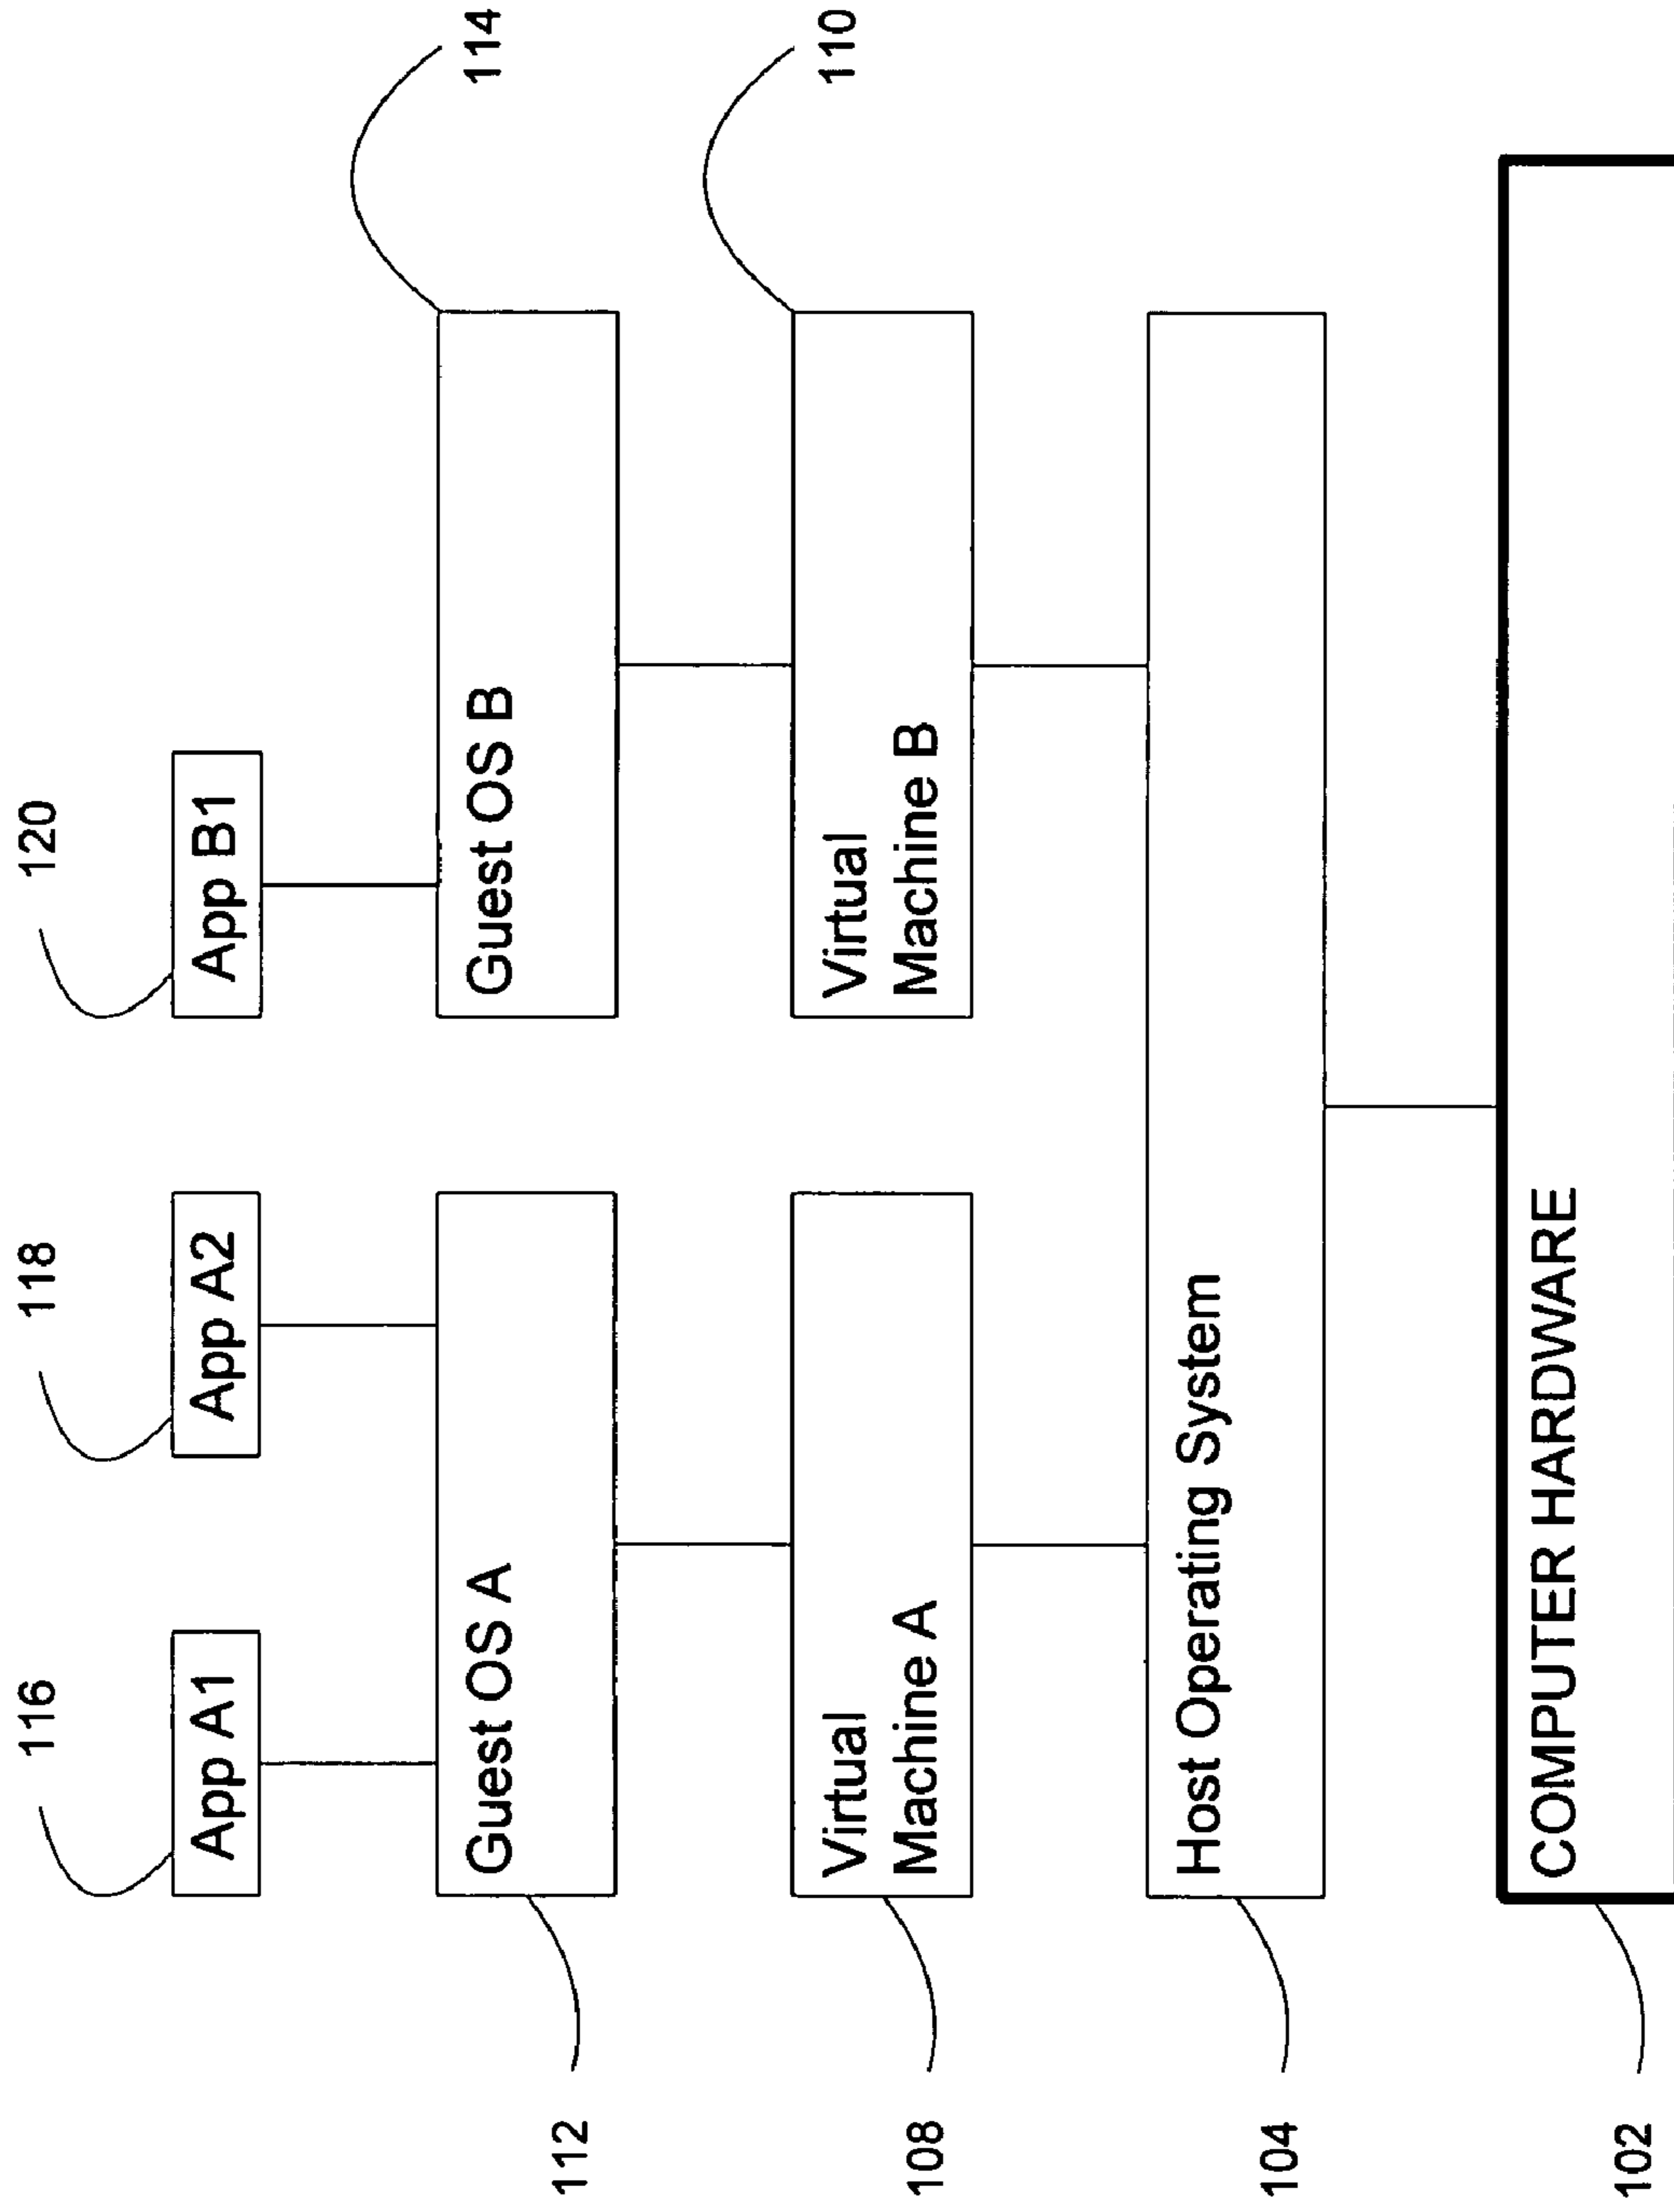 116
118
120
App A1
App A2
App B1
114
Guest OS A
Guest OS B
112
110
Virtual
Machine A
Virtual
Machine B
108
Host Operating System
104
COMPUTER HARDWARE
102